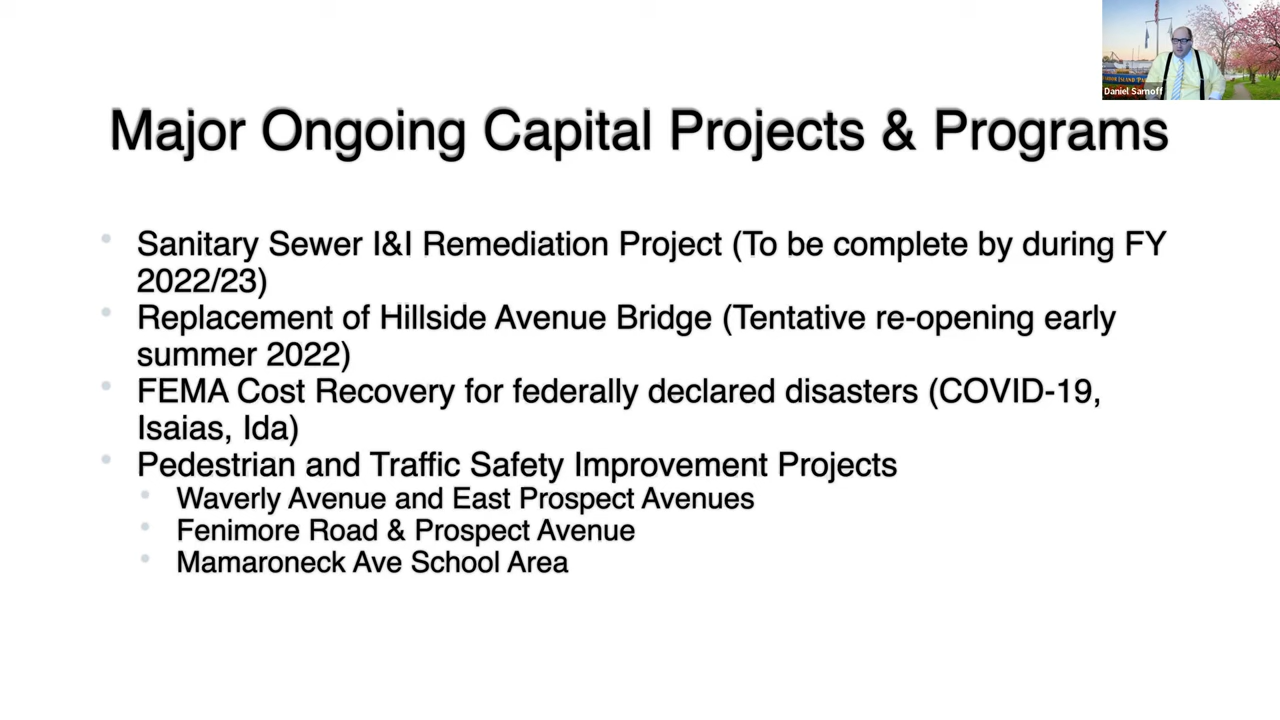 Daniel Sarnoff
Major Ongoing Capital Projects & Programs
• Sanitary Sewer I&I Remediation Project (To be complete by during FY
2022/23)
• Replacement of Hillside Avenue Bridge (Tentative re-opening early
summer 2022)
• FEMA Cost Recovery for federally declared disasters (COVID-19,
Isaias, Ida)
• Pedestrian and Traffic Safety Improvement Projects
• Waverly Avenue and East Prospect Avenues
• Fenimore Road & Prospect Avenue
• Mamaroneck Ave School Area